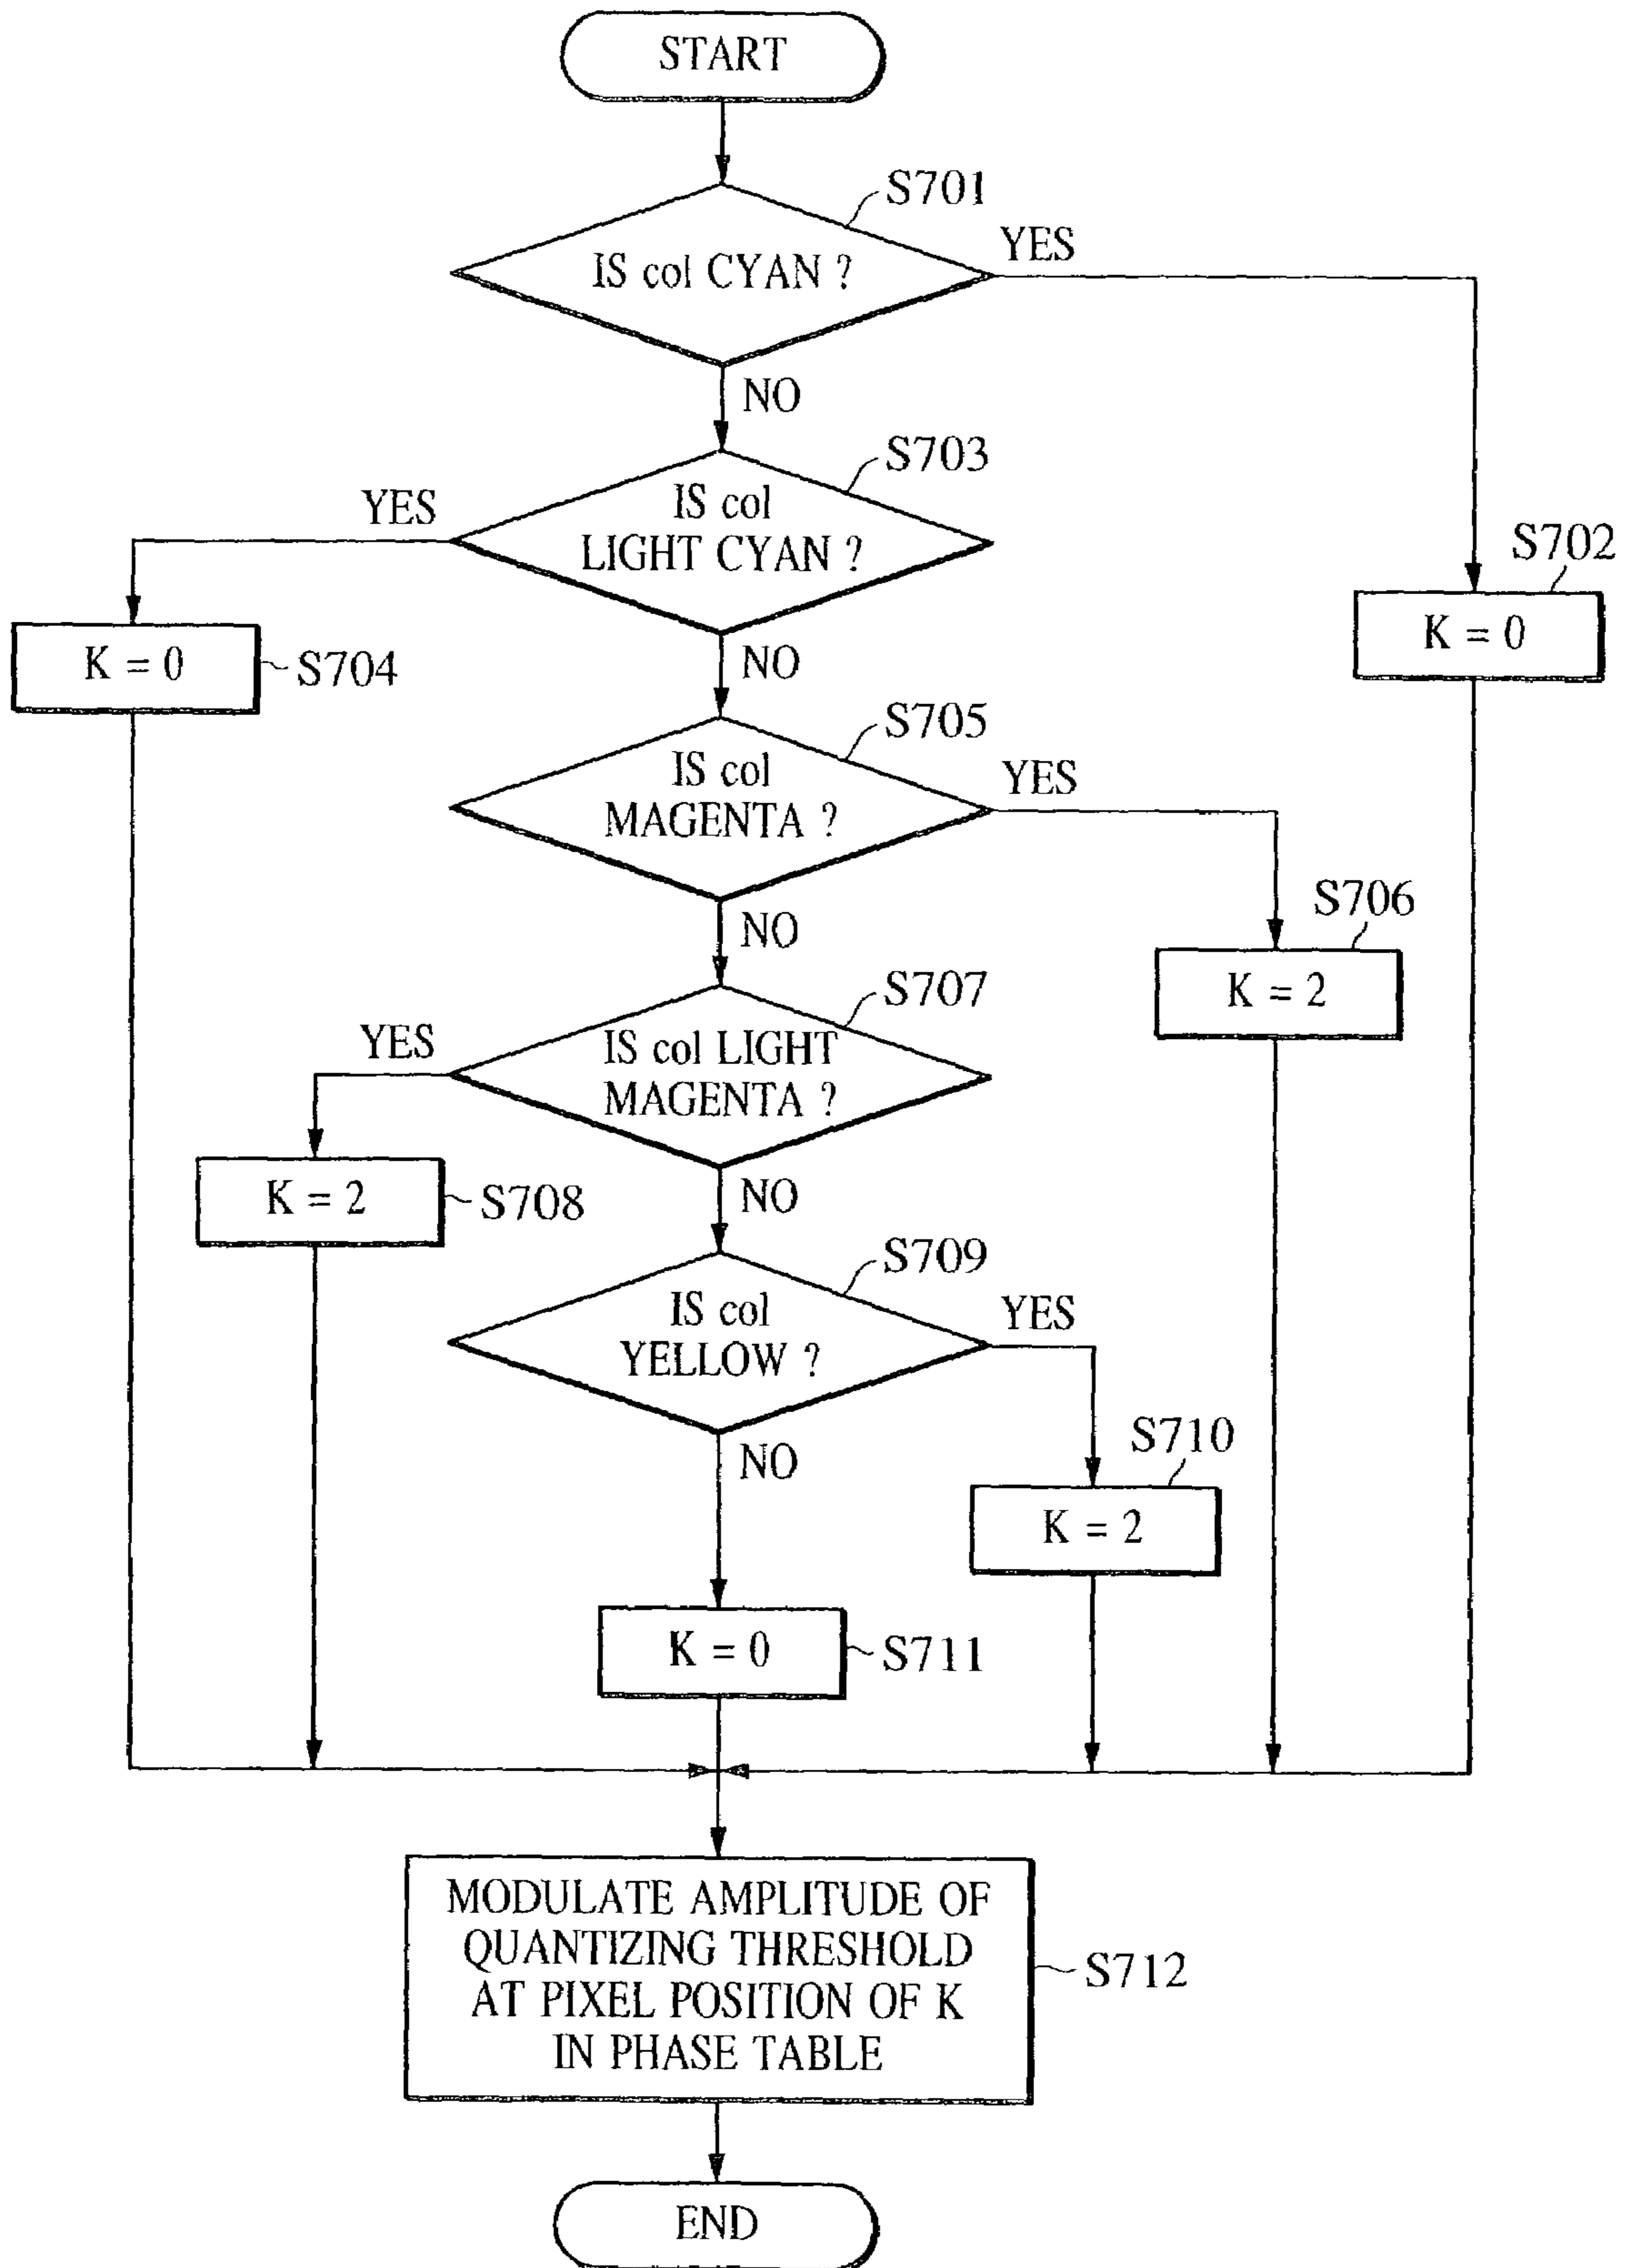 START
S701
IS col CYAN ?
YES
NO
S703
IS col
LIGHT CYAN ?
YES
S702
K = 0
K = 0
S704
NO
S705
IS col
MAGENTA ?
YES
S706
NO
K = 2
S707
IS col LIGHT
MAGENTA ?
YES
K = 2
S708
NO
S709
IS col
YELLOW ?
YES
S710
NO
K = 2
K = 0
S711
MODULATE AMPLITUDE OF
QUANTIZING THRESHOLD
AT PIXEL POSITION OF K
IN PHASE TABLE
S712
END